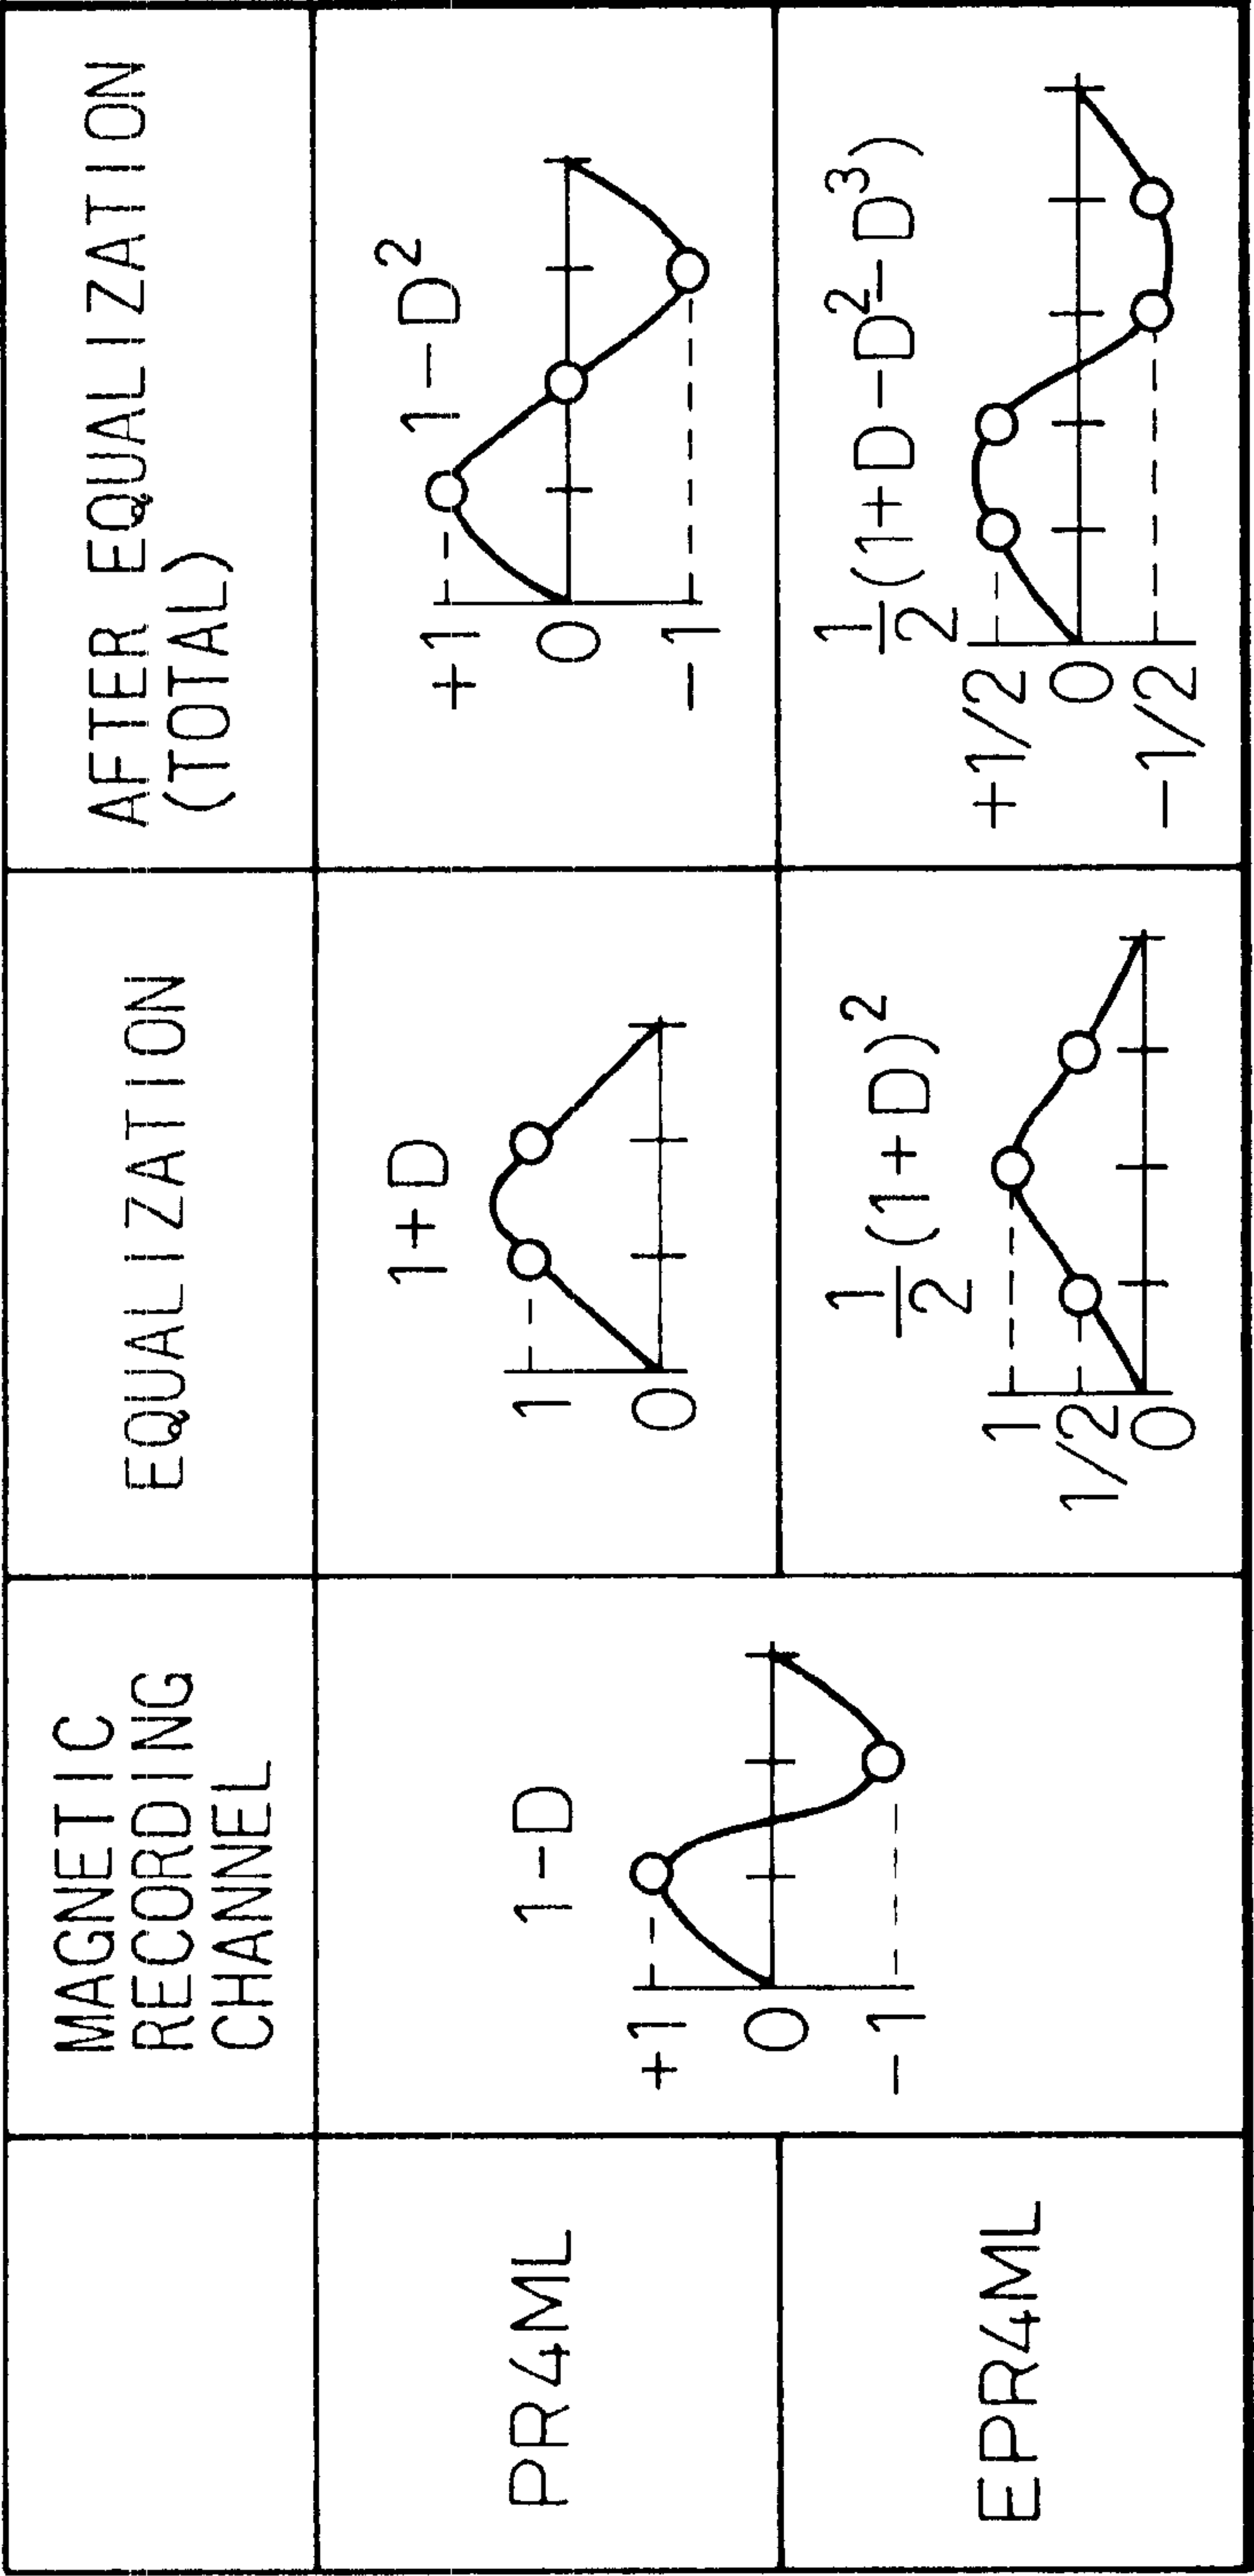 MAGNETIC
RECORDING
CHANNEL
EQUALIZATION
AFTER EQUALIZATION
(TOTAL)
PR4ML
1-D
+1
0
-1
1+D
1
0
1-D²
+1
0
-1
EPR4ML
½(1+D)²
1
1/2
0
½(1+D-D²-D³)
+1/2
0
-1/2